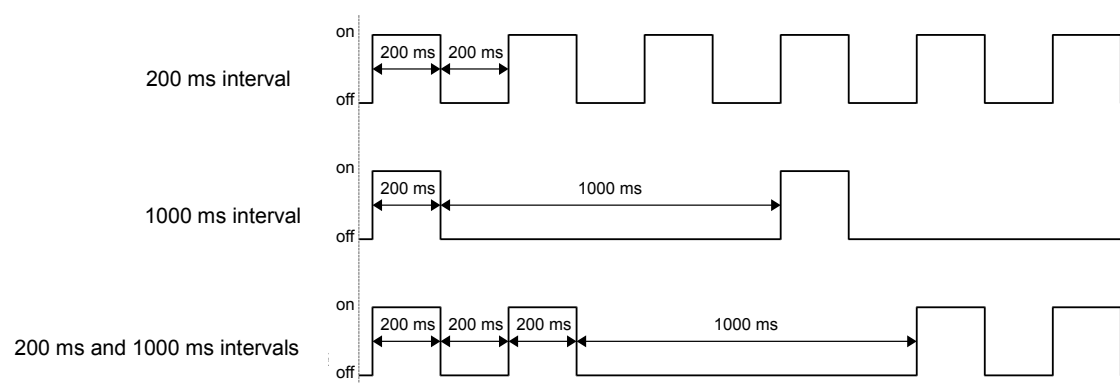 on
200 ms 200 ms
200 ms interval
off
on
200 ms 1000 ms
1000 ms interval
off
on
200 ms 200 ms 200 ms 1000 ms
200 ms and 1000 ms intervals
off